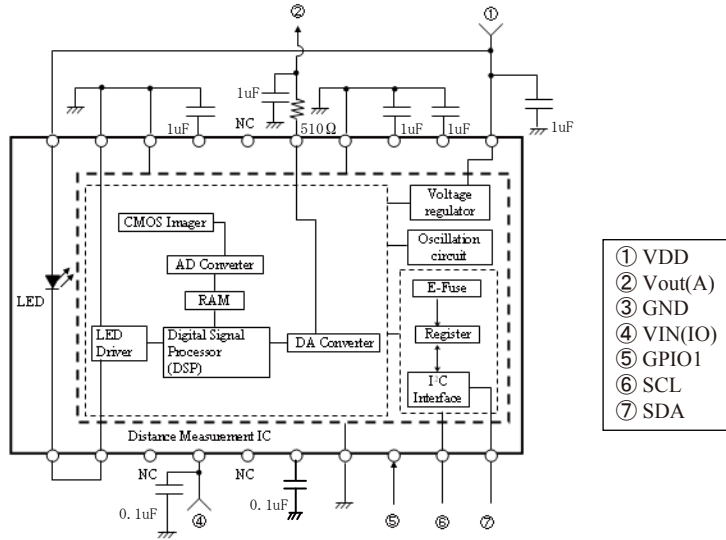 ② ①
1uF
1uF NC 510Ω 1uF 1uF 1uF
Voltage
regulator
CMOS Imager
Oscillation
circuit
AD Converter
E-Fuse
LED
RAM
LED
Driver
Digital Signal
Processor
(DSP)
DA Converter
Register
I²C
Interface
Distance Measurement IC
NC NC
0.1uF 0.1uF
④ ⑤ ⑥ ⑦
① VDD
② Vout(A)
③ GND
④ VIN(IO)
⑤ GPIO1
⑥ SCL
⑦ SDA